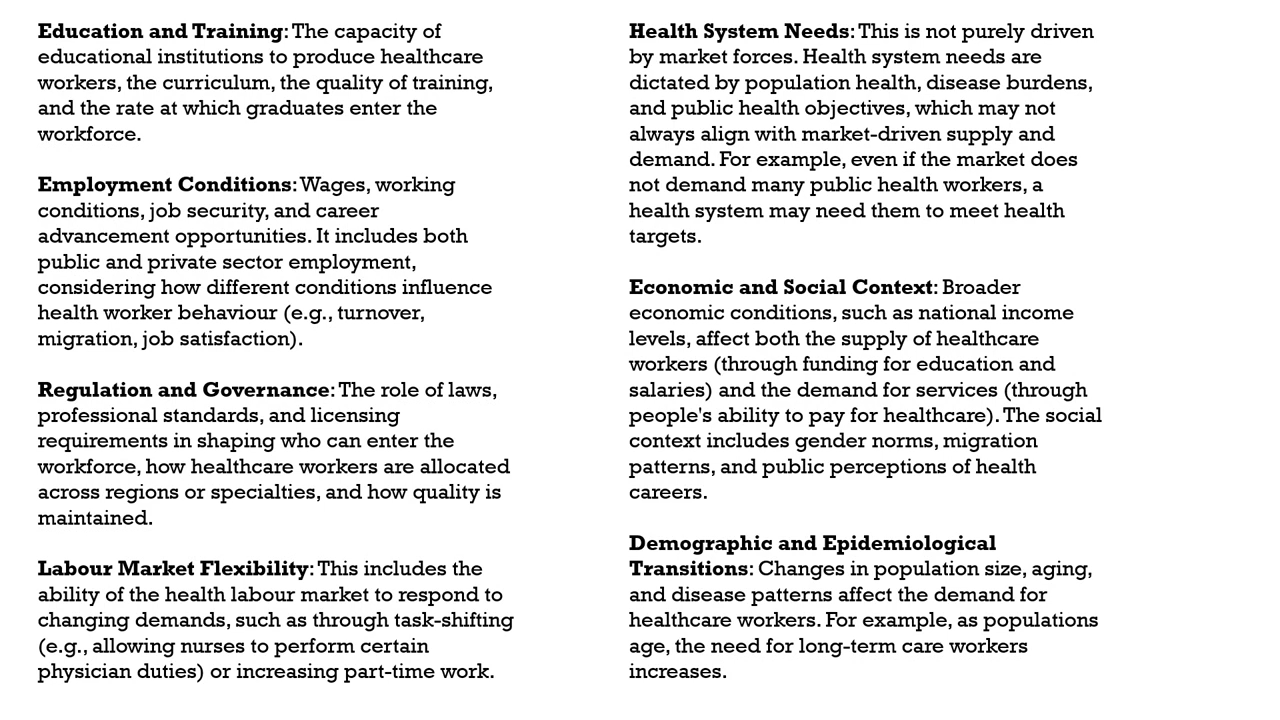 Education and Training: The capacity of
educational institutions to produce healthcare
workers, the curriculum, the quality of training,
and the rate at which graduates enter the
workforce.
Employment Conditions: Wages, working
conditions, job security, and career
advancement opportunities. It includes both
public and private sector employment,
considering how different conditions influence
health worker behaviour (e.g., turnover,
migration, job satisfaction).
Regulation and Governance: The role of laws,
professional standards, and licensing
requirements in shaping who can enter the
workforce, how healthcare workers are allocated
across regions or specialties, and how quality is
maintained.
Labour Market Flexibility: This includes the
ability of the health labour market to respond to
changing demands, such as through task-shifting
(e.g., allowing nurses to perform certain
physician duties) or increasing part-time work.
Health System Needs: This is not purely driven
by market forces. Health system needs are
dictated by population health, disease burdens,
and public health objectives, which may not
always align with market-driven supply and
demand. For example, even if the market does
not demand many public health workers, a
health system may need them to meet health
targets.
Economic and Social Context: Broader
economic conditions, such as national income
levels, affect both the supply of healthcare
workers (through funding for education and
salaries) and the demand for services (through
people's ability to pay for healthcare). The social
context includes gender norms, migration
patterns, and public perceptions of health
careers.
Demographic and Epidemiological
Transitions: Changes in population size, aging,
and disease patterns affect the demand for
healthcare workers. For example, as populations
age, the need for long-term care workers
increases.